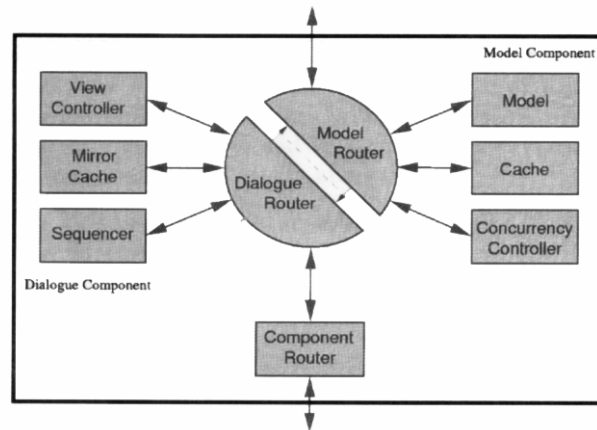 Model Component
View
Controller
Model
Model
Router
Mirror
Cache
Cache
Dialogue
Router
Sequencer
Concurrency
Controller
Dialogue Component
Component
Router